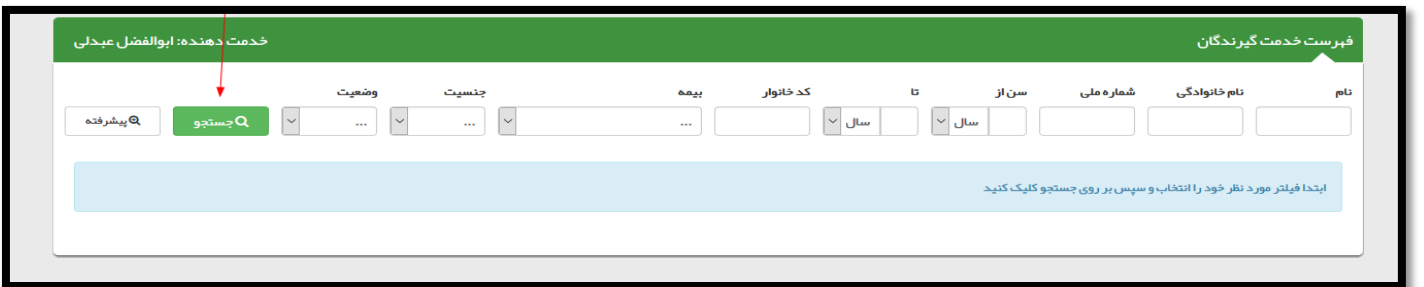 فهرست خدمت گیرندگان
خدمت دهنده: ابوالفضل عبدلی
نام نام خانوادگی شماره ملی سن از تا کد خانوار بیمه جنسیت وضعیت
سال سال ... ... ... جستجو پیشرفته
ابتدا فیلتر مورد نظر خود را انتخاب و سپس بر روی جستجو کلیک کنید